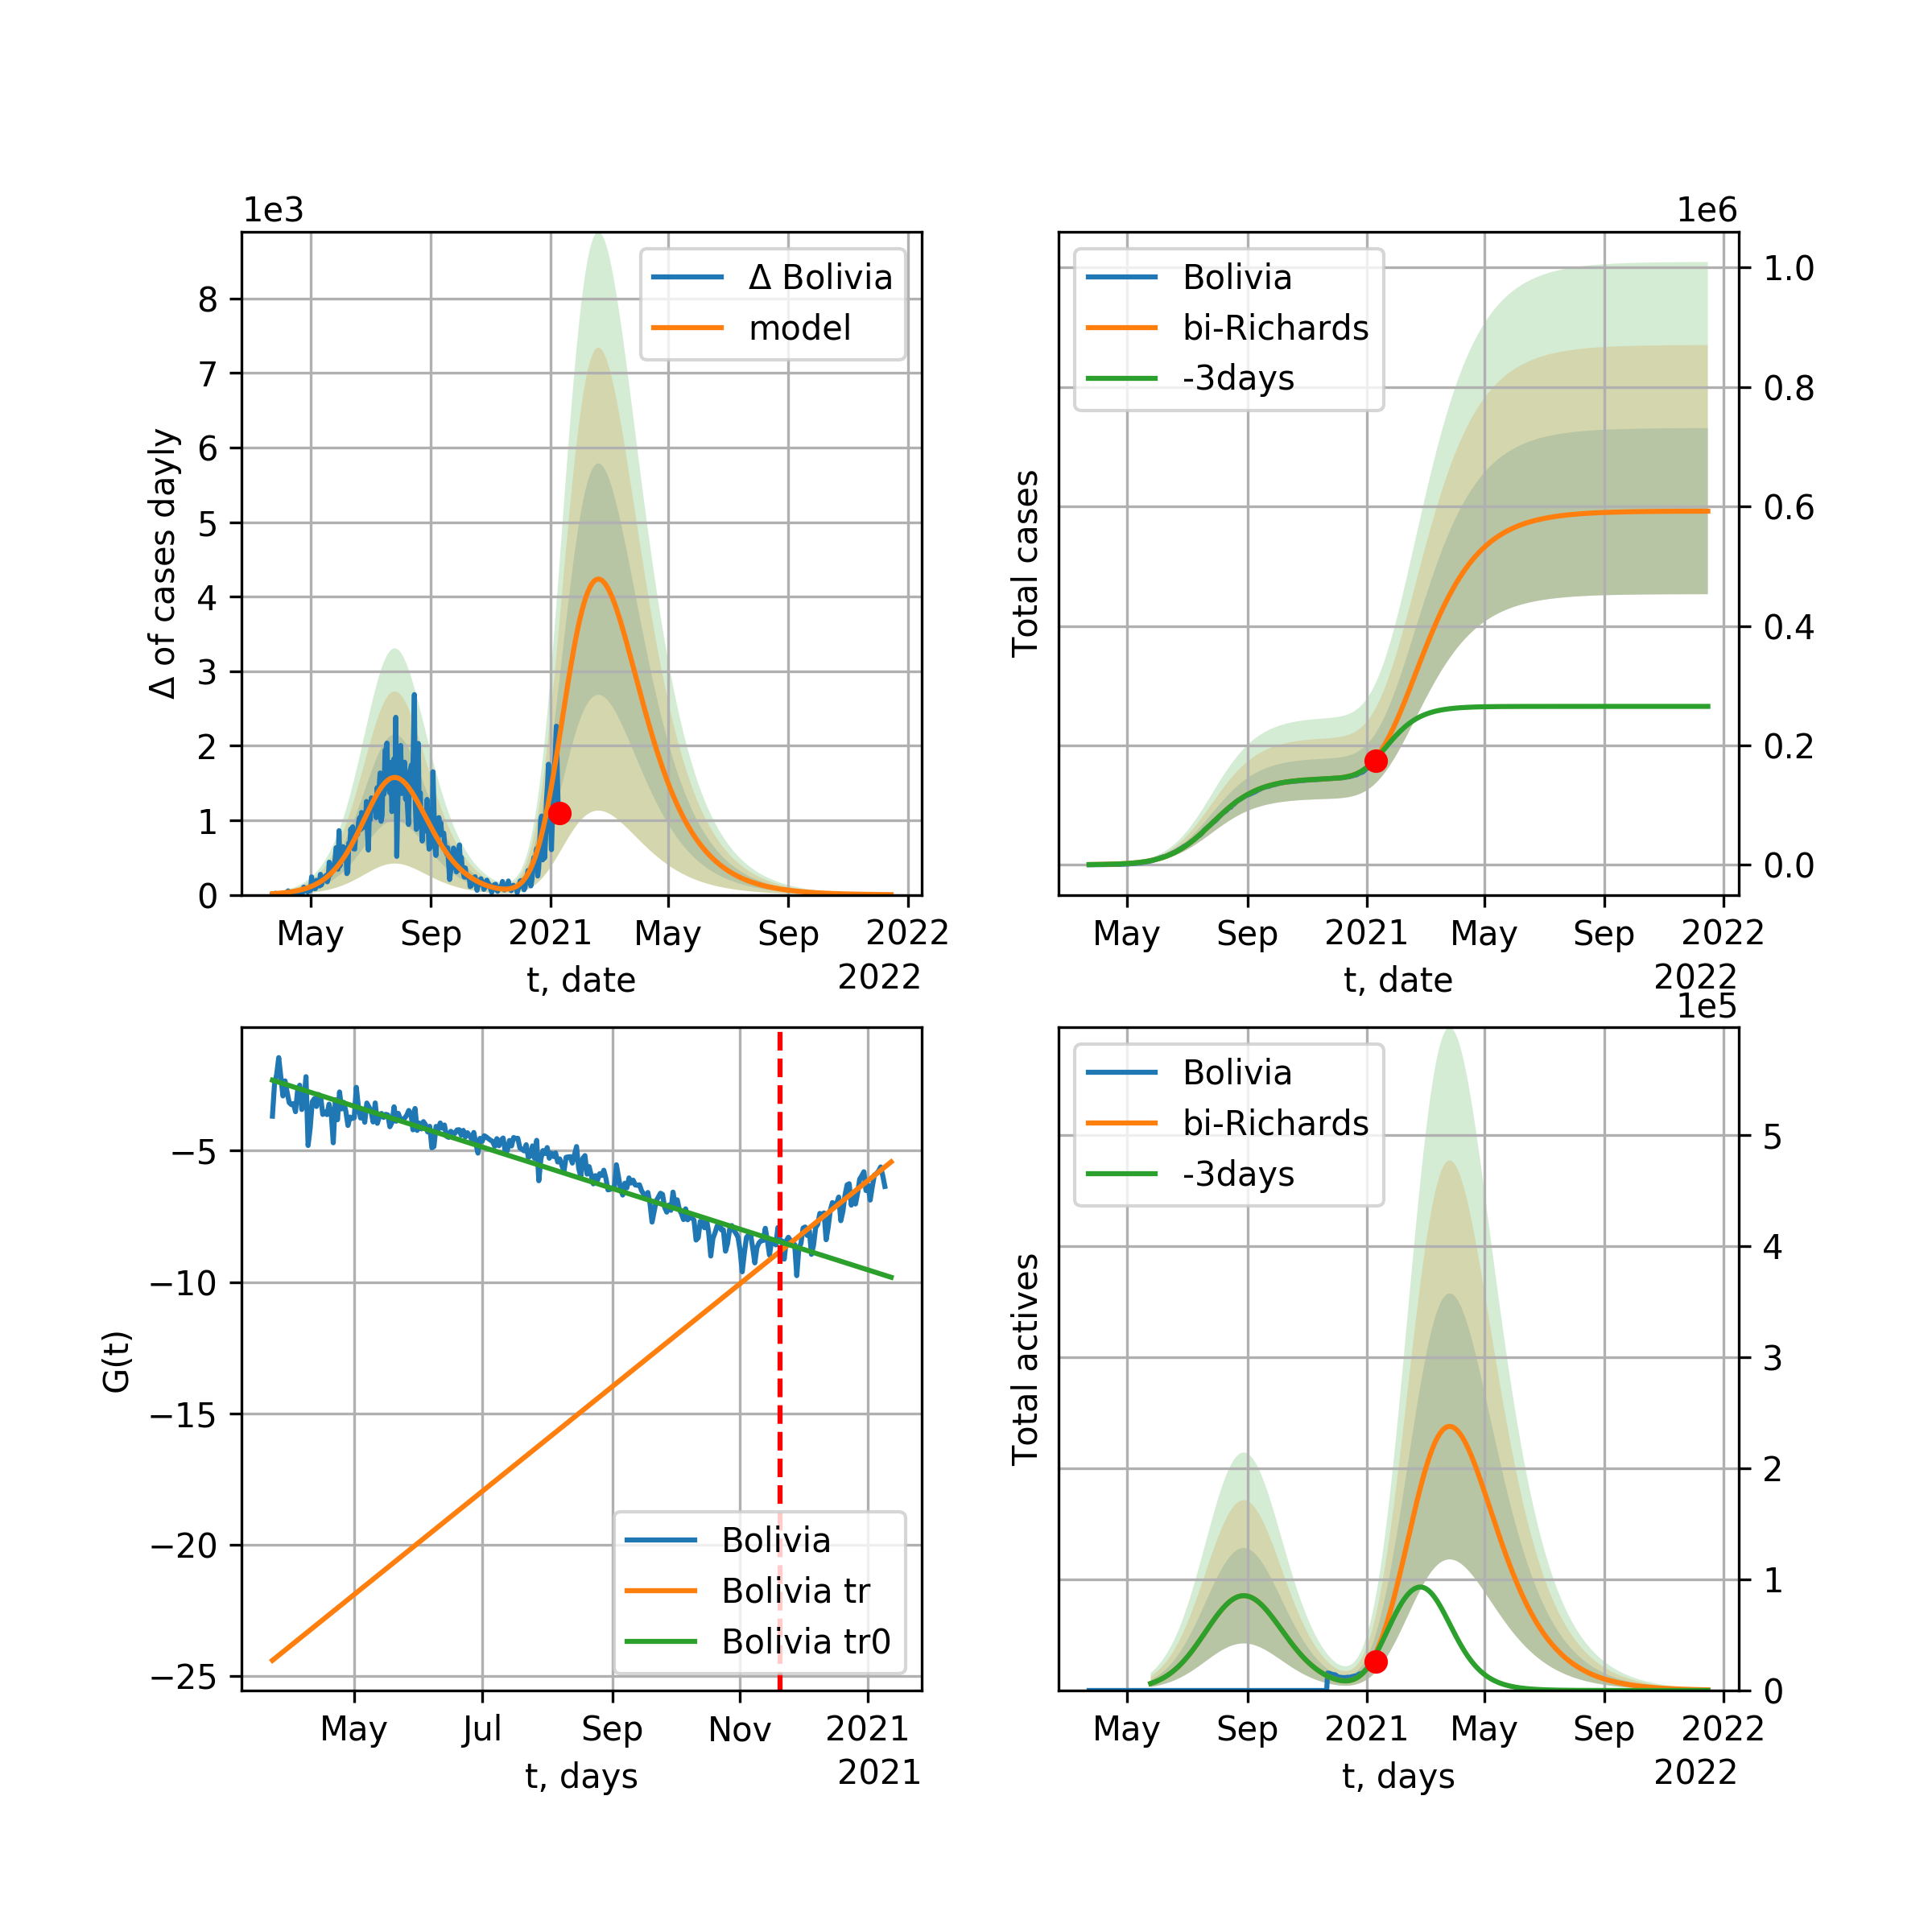 1e3
Δ Bolivia
model
8
7
6
5
4
3
2
1
0
Δ of cases dayly
May Sep 2021 May Sep 2022
t, date
2022
1e6
Bolivia
bi-Richards
-3days
1.0
0.8
0.6
0.4
0.2
0.0
Total cases
May Sep 2021 May Sep 2022
t, date
2022
−5
−10
−15
−20
−25
G(t)
Bolivia
Bolivia tr
Bolivia tr0
May Jul Sep Nov 2021
t, days
2021
1e5
Bolivia
bi-Richards
-3days
5
4
3
2
1
0
Total actives
May Sep 2021 May Sep 2022
t, days
2022